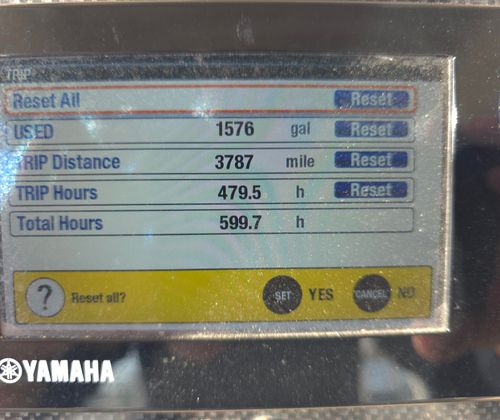 TRIP
Reset All Reset
USED 1576 gal Reset
TRIP Distance 3787 mile Reset
TRIP Hours 479.5 h Reset
Total Hours 599.7 h
? Reset all? SET YES CANCEL NO
YAMAHA